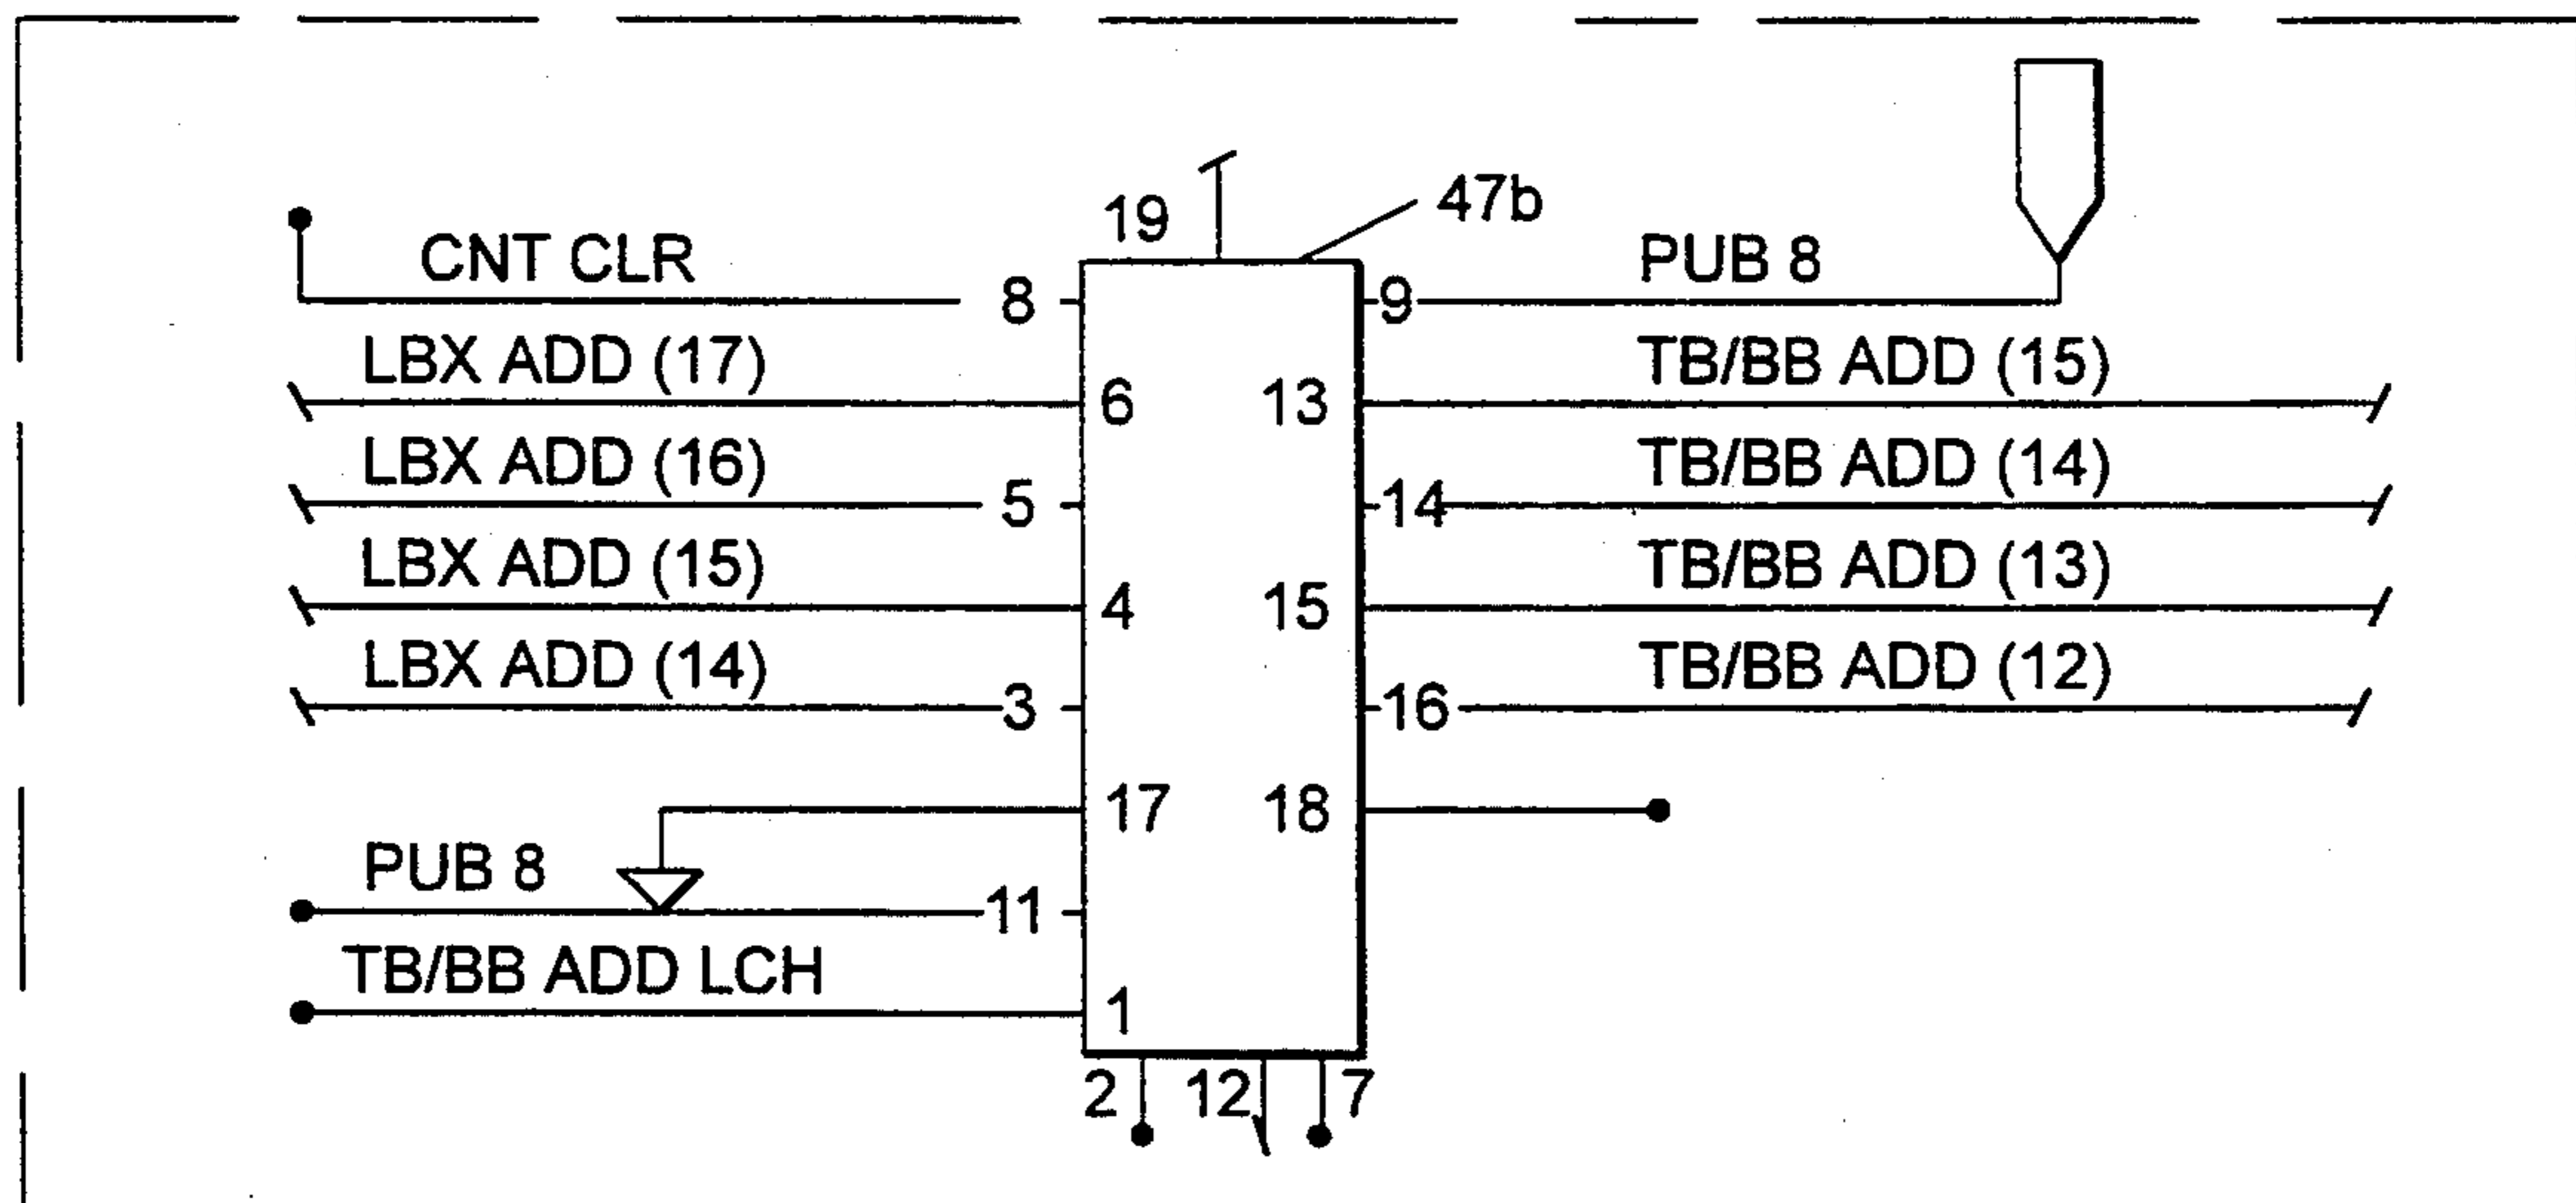 19 47b
CNT CLR 8 9 PUB 8
LBX ADD (17) 6 13 TB/BB ADD (15)
LBX ADD (16) 5 14 TB/BB ADD (14)
LBX ADD (15) 4 15 TB/BB ADD (13)
LBX ADD (14) 3 16 TB/BB ADD (12)
17 18
PUB 8 11
TB/BB ADD LCH 1
2 12 7